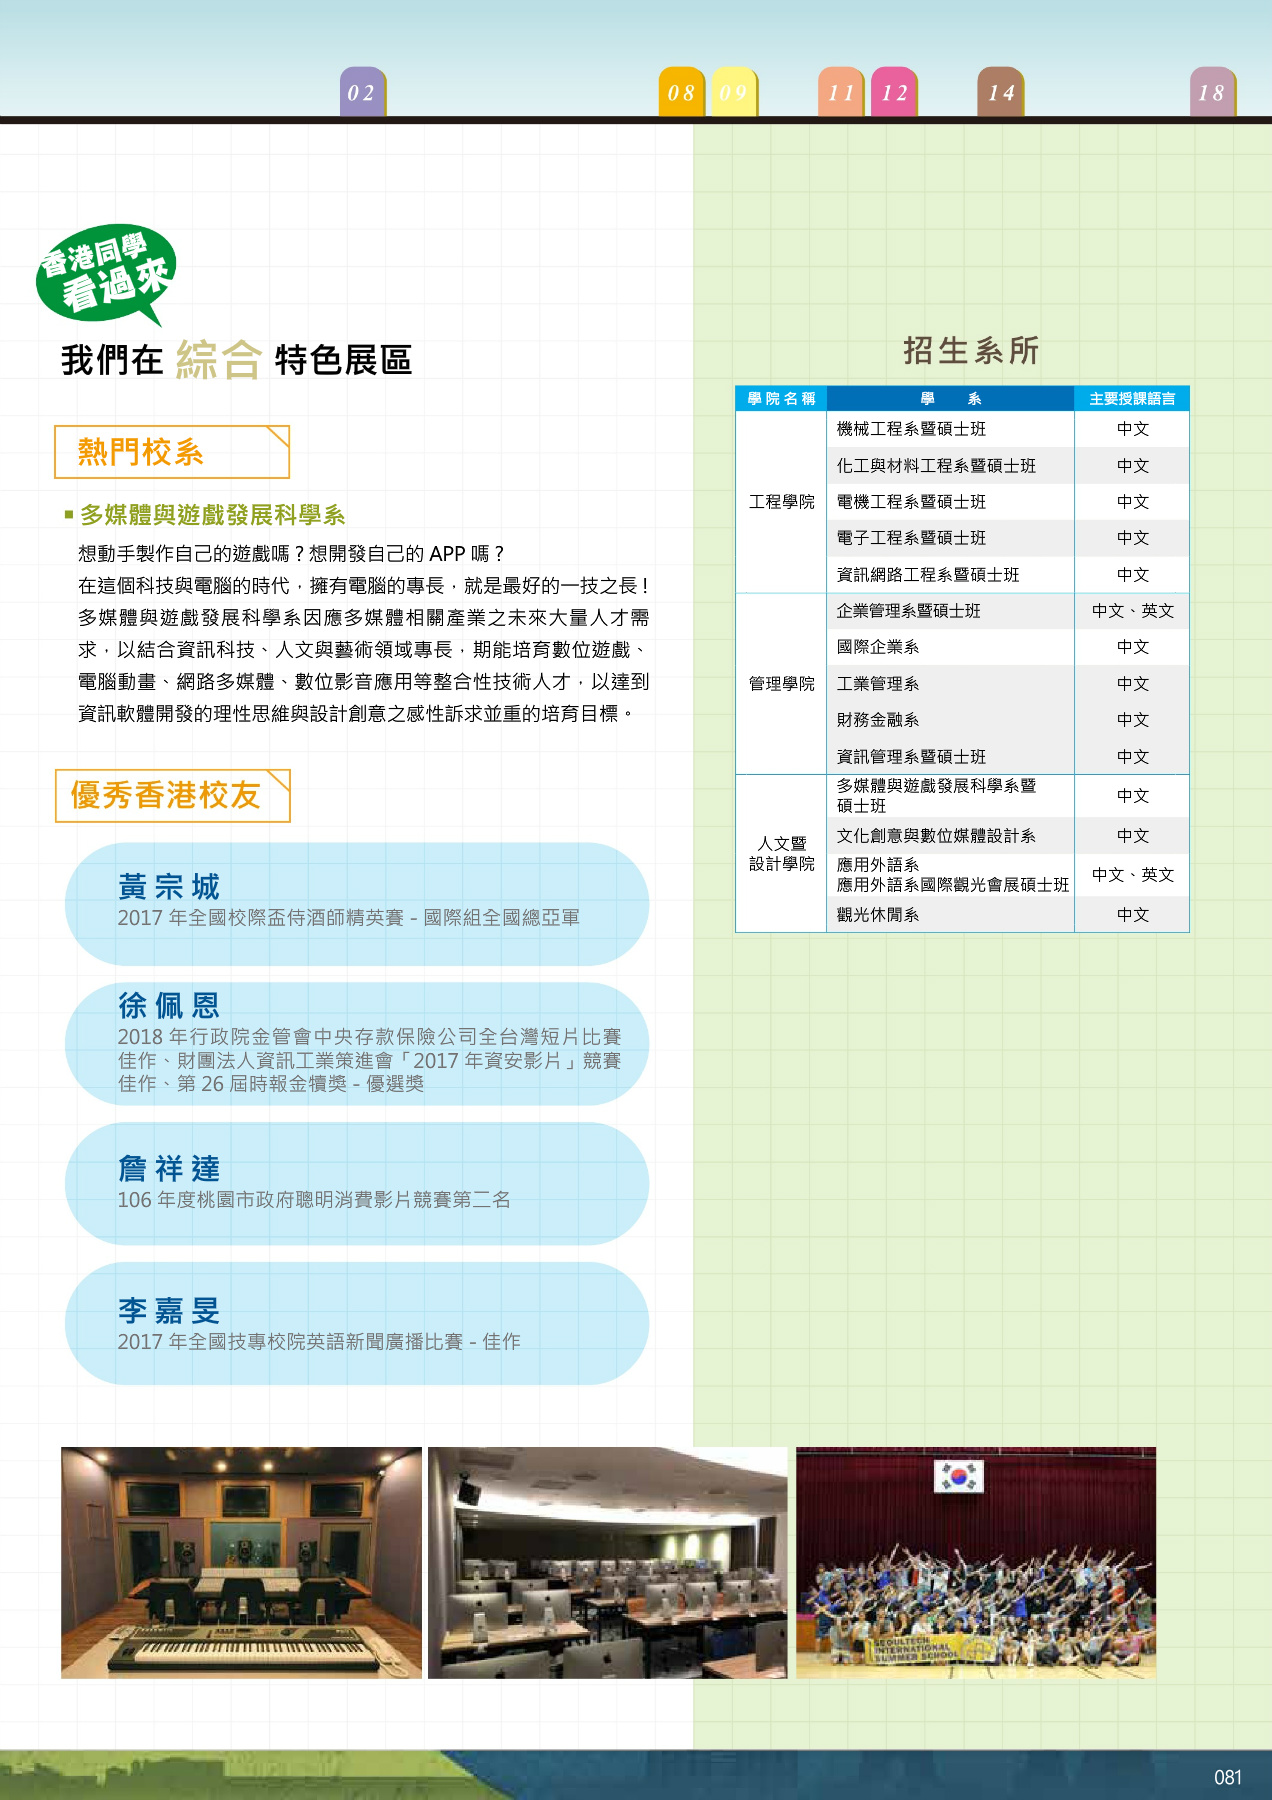 02
08
09
11
12
14
18
香港同學
看過來
我們在 綜合 特色展區
熱門校系
▪ 多媒體與遊戲發展科學系
想動手製作自己的遊戲嗎？想開發自己的 APP 嗎？
在這個科技與電腦的時代，擁有電腦的專長，就是最好的一技之長！
多媒體與遊戲發展科學系因應多媒體相關產業之未來大量人才需
求，以結合資訊科技、人文與藝術領域專長，期能培育數位遊戲、
電腦動畫、網路多媒體、數位影音應用等整合性技術人才，以達到
資訊軟體開發的理性思維與設計創意之感性訴求並重的培育目標。
優秀香港校友
黃宗城
2017 年全國校際盃侍酒師精英賽 - 國際組全國總亞軍
徐佩恩
2018 年行政院金管會中央存款保險公司全台灣短片比賽
佳作、財團法人資訊工業策進會「2017 年資安影片」競賽
佳作、第 26 屆時報金犢獎 - 優選獎
詹祥達
106 年度桃園市政府聰明消費影片競賽第二名
李嘉旻
2017 年全國技專校院英語新聞廣播比賽 - 佳作
招生系所
學院名稱 學 系 主要授課語言
工程學院
機械工程系暨碩士班 中文
化工與材料工程系暨碩士班 中文
電機工程系暨碩士班 中文
電子工程系暨碩士班 中文
資訊網路工程系暨碩士班 中文
管理學院
企業管理系暨碩士班 中文、英文
國際企業系 中文
工業管理系 中文
財務金融系 中文
資訊管理系暨碩士班 中文
人文暨
設計學院
多媒體與遊戲發展科學系暨
碩士班 中文
文化創意與數位媒體設計系 中文
應用外語系
應用外語系國際觀光會展碩士班 中文、英文
觀光休閒系 中文
SEOULTECH
INTERNATIONAL
SUMMER SCHOOL
081